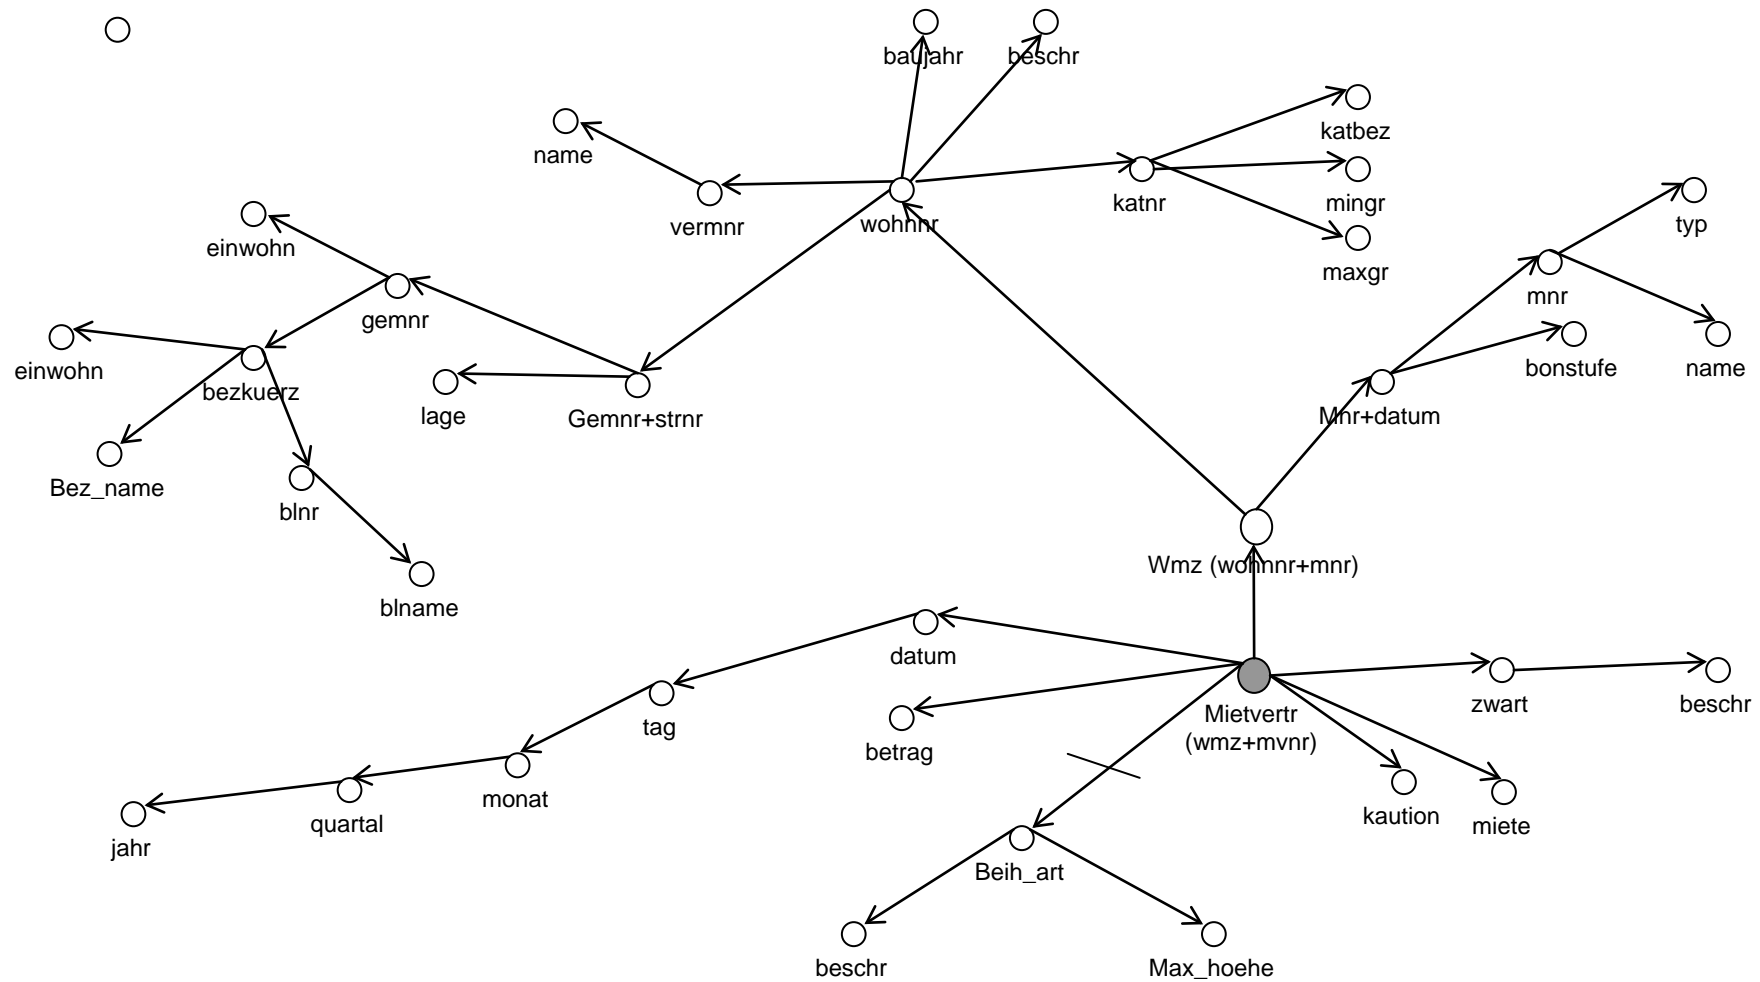 baujahr
beschr
katbez
name
mingr
katnr
typ
vermnr
wohnnr
einwohn
maxgr
mnr
gemnr
bonstufe
name
einwohn
bezkuerz
lage
Gemnr+strnr
Mnr+datum
Bez_name
blnr
Wmz (wohnnr+mnr)
blname
datum
tag
zwart
beschr
Mietvertr
(wmz+mvnr)
betrag
monat
kaution
quartal
miete
jahr
Beih_art
beschr
Max_hoehe